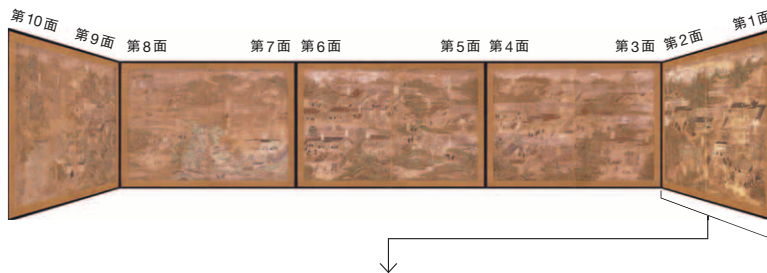 第10面
第9面
第8面
第7面
第6面
第5面
第4面
第3面
第2面
第1面